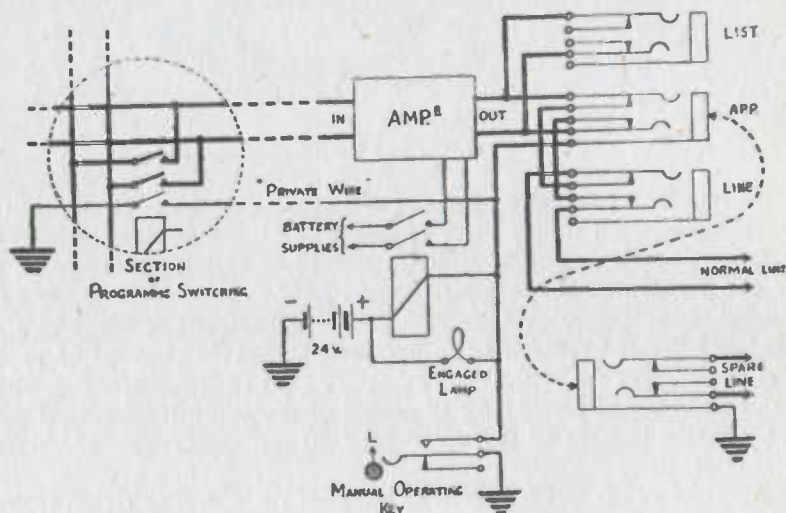 LIST
IN
AMP. B
OUT
APP.
LINE
"PRIVATE WIRE"
BATTERY
SUPPLIES
SECTION
OF
PROGRAMME SWITCHING
NORMAL LINE
- +
24 v.
ENGAGED
LAMP
SPARE
LINE
L
MANUAL OPERATING
KEY